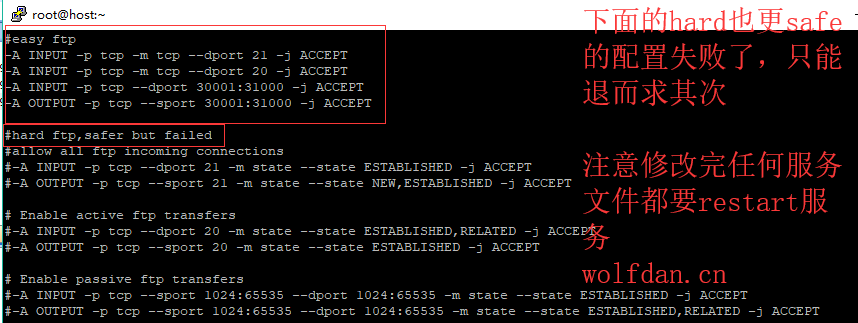 root@host:~
#easy ftp
-A INPUT -p tcp -m tcp --dport 21 -j ACCEPT
-A INPUT -p tcp -m tcp --dport 20 -j ACCEPT
-A INPUT -p tcp --dport 30001:31000 -j ACCEPT
-A OUTPUT -p tcp --sport 30001:31000 -j ACCEPT
#hard ftp,safer but failed
#allow all ftp incoming connections
#-A INPUT -p tcp --dport 21 -m state --state ESTABLISHED -j ACCEPT
#-A OUTPUT -p tcp --sport 21 -m state --state NEW,ESTABLISHED -j ACCEPT
# Enable active ftp transfers
#-A INPUT -p tcp --dport 20 -m state --state ESTABLISHED,RELATED -j ACCEPT
#-A OUTPUT -p tcp --sport 20 -m state --state ESTABLISHED -j ACCEPT
# Enable passive ftp transfers
#-A INPUT -p tcp --sport 1024:65535 --dport 1024:65535 -m state --state ESTABLISHED -j ACCEPT
#-A OUTPUT -p tcp --sport 1024:65535 --dport 1024:65535 -m state --state ESTABLISHED,RELATED -j ACCEPT
下面的hard也更safe
的配置失败了，只能
退而求其次
注意修改完任何服务
文件都要restart服
务
wolfdan.cn